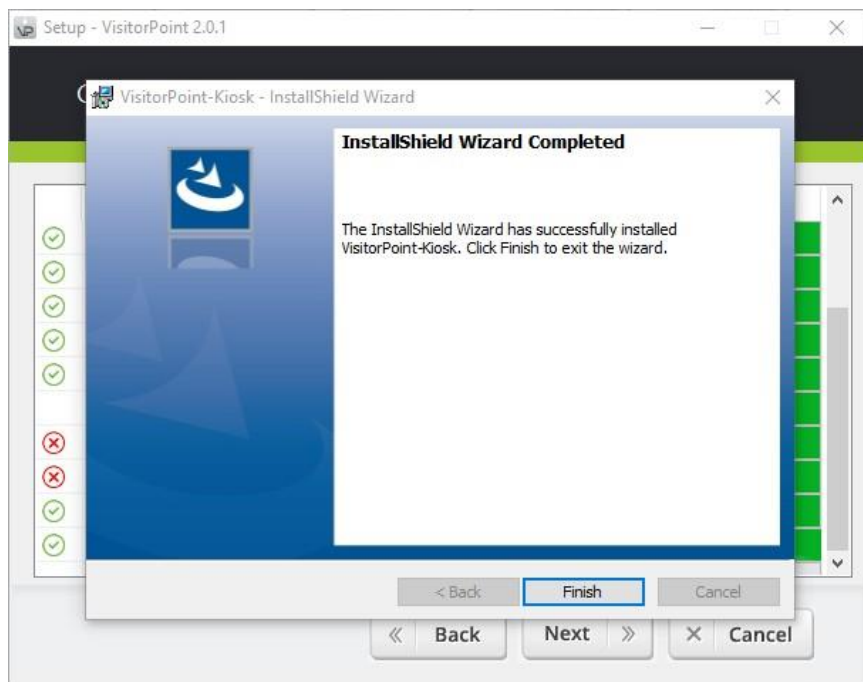 Setup - VisitorPoint 2.0.1
VisitorPoint-Kiosk - InstallShield Wizard
InstallShield Wizard Completed
The InstallShield Wizard has successfully installed
VisitorPoint-Kiosk. Click Finish to exit the wizard.
< Back Finish Cancel
Back Next Cancel